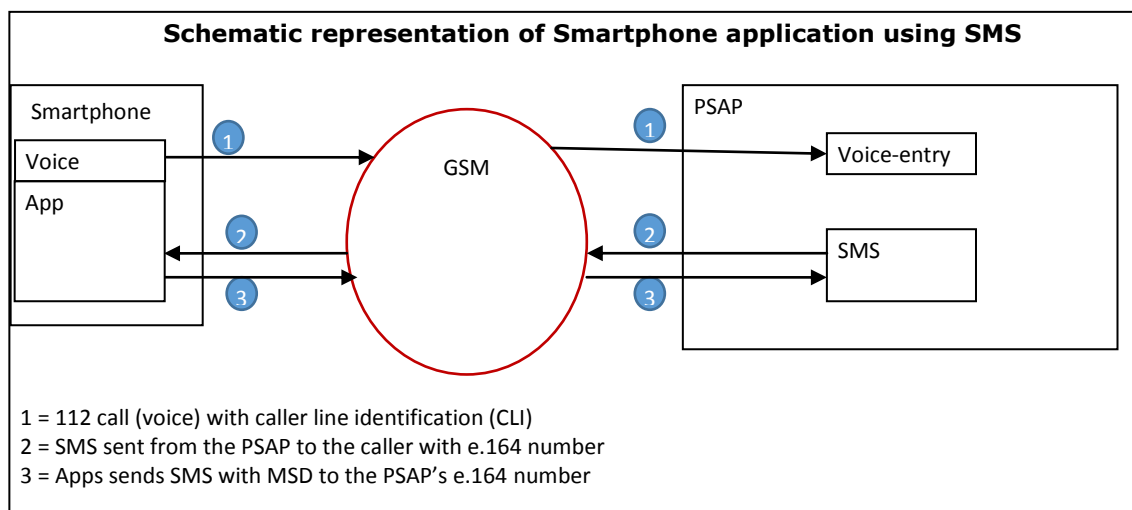 Schematic representation of Smartphone application using SMS
Smartphone
Voice
App
1
2
3
GSM
1
2
3
PSAP
Voice-entry
SMS
1 = 112 call (voice) with caller line identification (CLI)
2 = SMS sent from the PSAP to the caller with e.164 number
3 = Apps sends SMS with MSD to the PSAP’s e.164 number